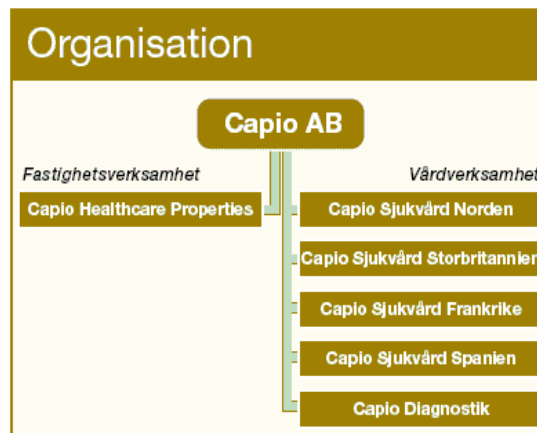 Organisation
Capio AB
Fastighetsverksamhet
Vårdverksamhet
Capio Healthcare Properties
Capio Sjukvård Norden
Capio Sjukvård Storbritannien
Capio Sjukvård Frankrike
Capio Sjukvård Spanien
Capio Diagnostik